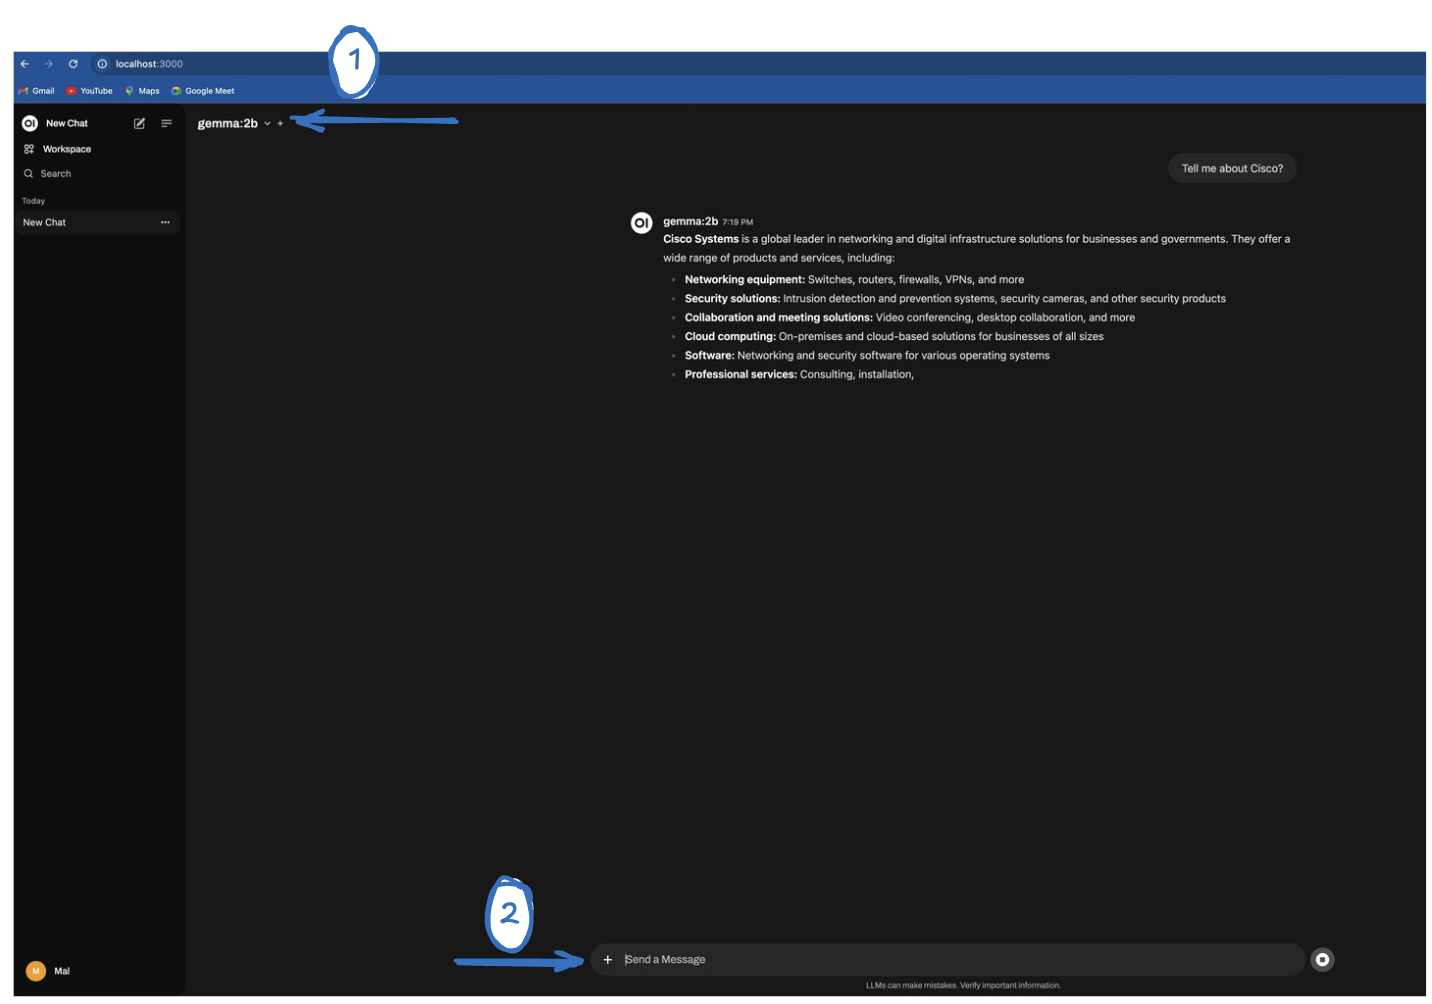 1
localhost:3000
Gmail YouTube Maps Google Meet
OI New Chat
gemma:2b
Workspace
Search
Today
New Chat
Tell me about Cisco?
OI gemma:2b 7:19 PM
Cisco Systems is a global leader in networking and digital infrastructure solutions for businesses and governments. They offer a
wide range of products and services, including:
Networking equipment: Switches, routers, firewalls, VPNs, and more
Security solutions: Intrusion detection and prevention systems, security cameras, and other security products
Collaboration and meeting solutions: Video conferencing, desktop collaboration, and more
Cloud computing: On-premises and cloud-based solutions for businesses of all sizes
Software: Networking and security software for various operating systems
Professional services: Consulting, installation,
2
Send a Message
M Mal
LLMs can make mistakes. Verify important information.